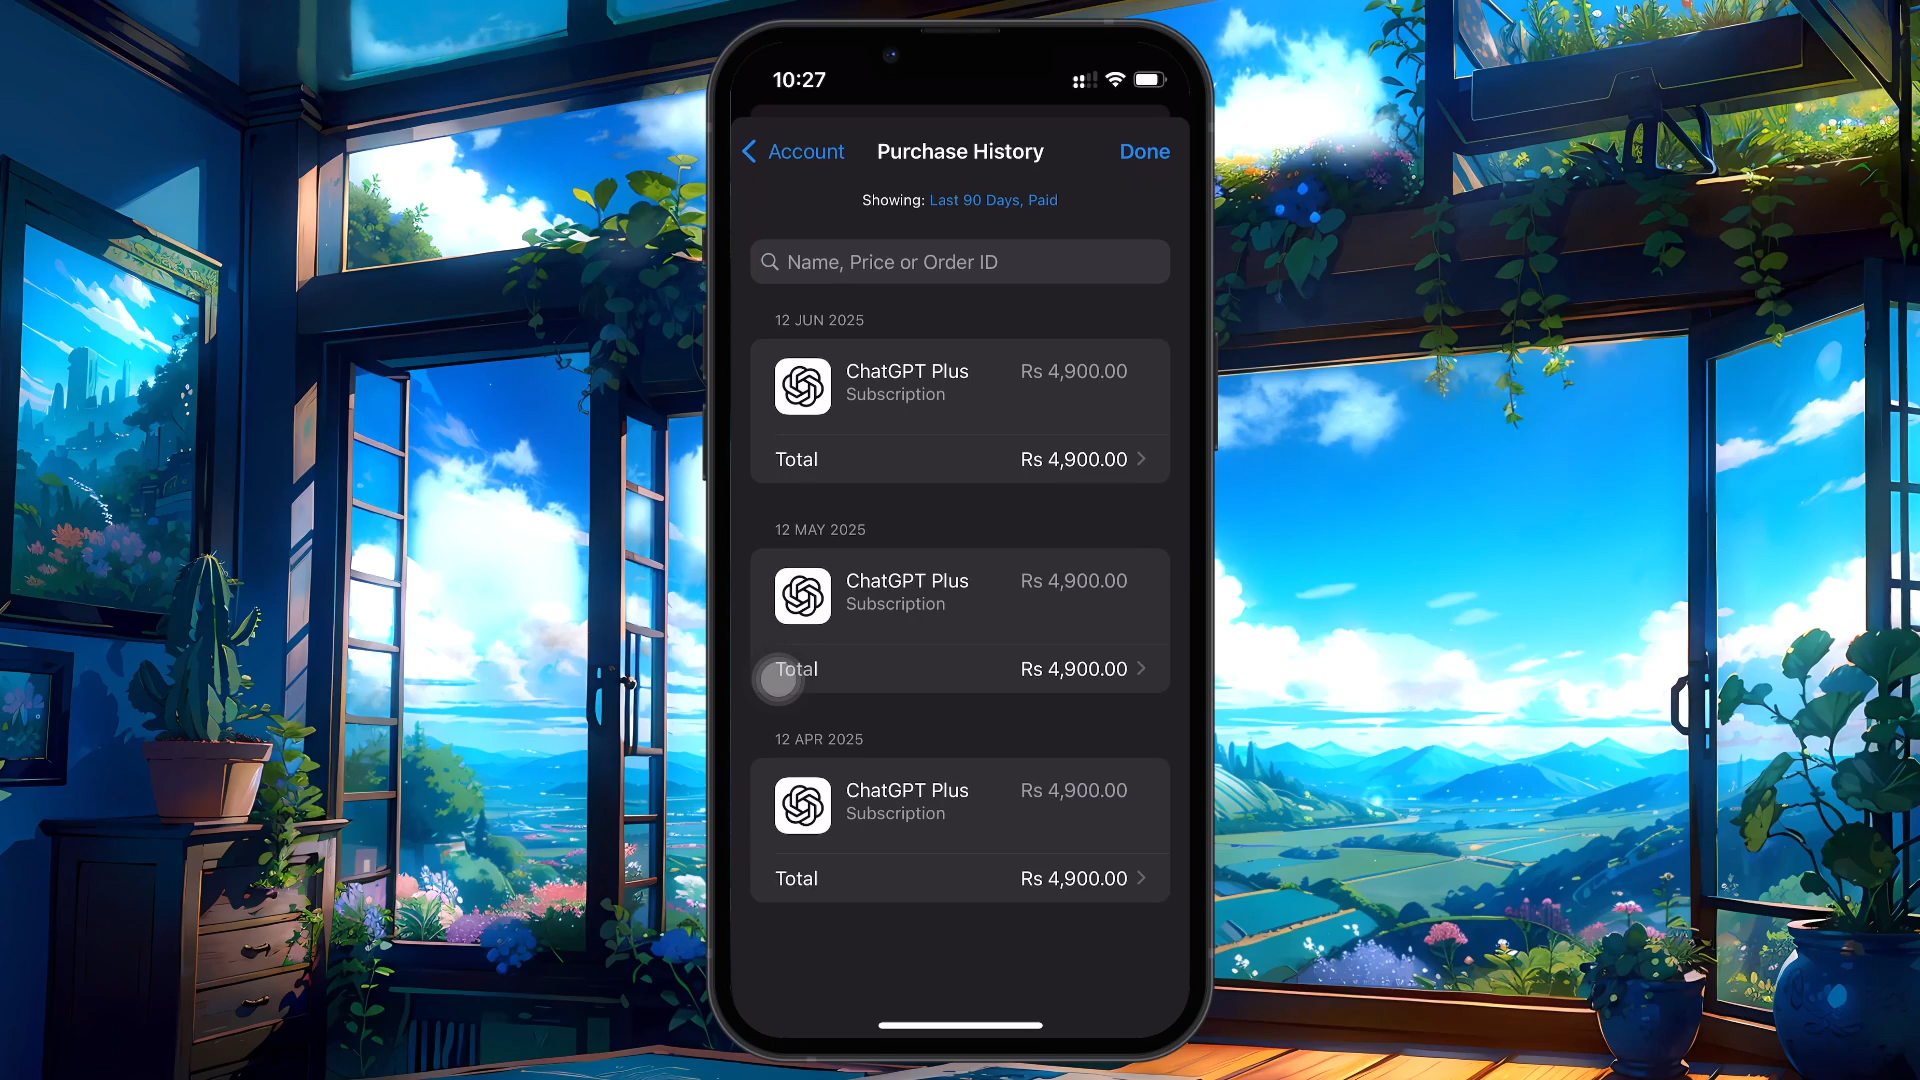 10:27
Account
Purchase History
Done
Showing: Last 90 Days, Paid
Name, Price or Order ID
12 JUN 2025
ChatGPT Plus Rs 4,900.00
Subscription
Total Rs 4,900.00
12 MAY 2025
ChatGPT Plus Rs 4,900.00
Subscription
Total Rs 4,900.00
12 APR 2025
ChatGPT Plus Rs 4,900.00
Subscription
Total Rs 4,900.00